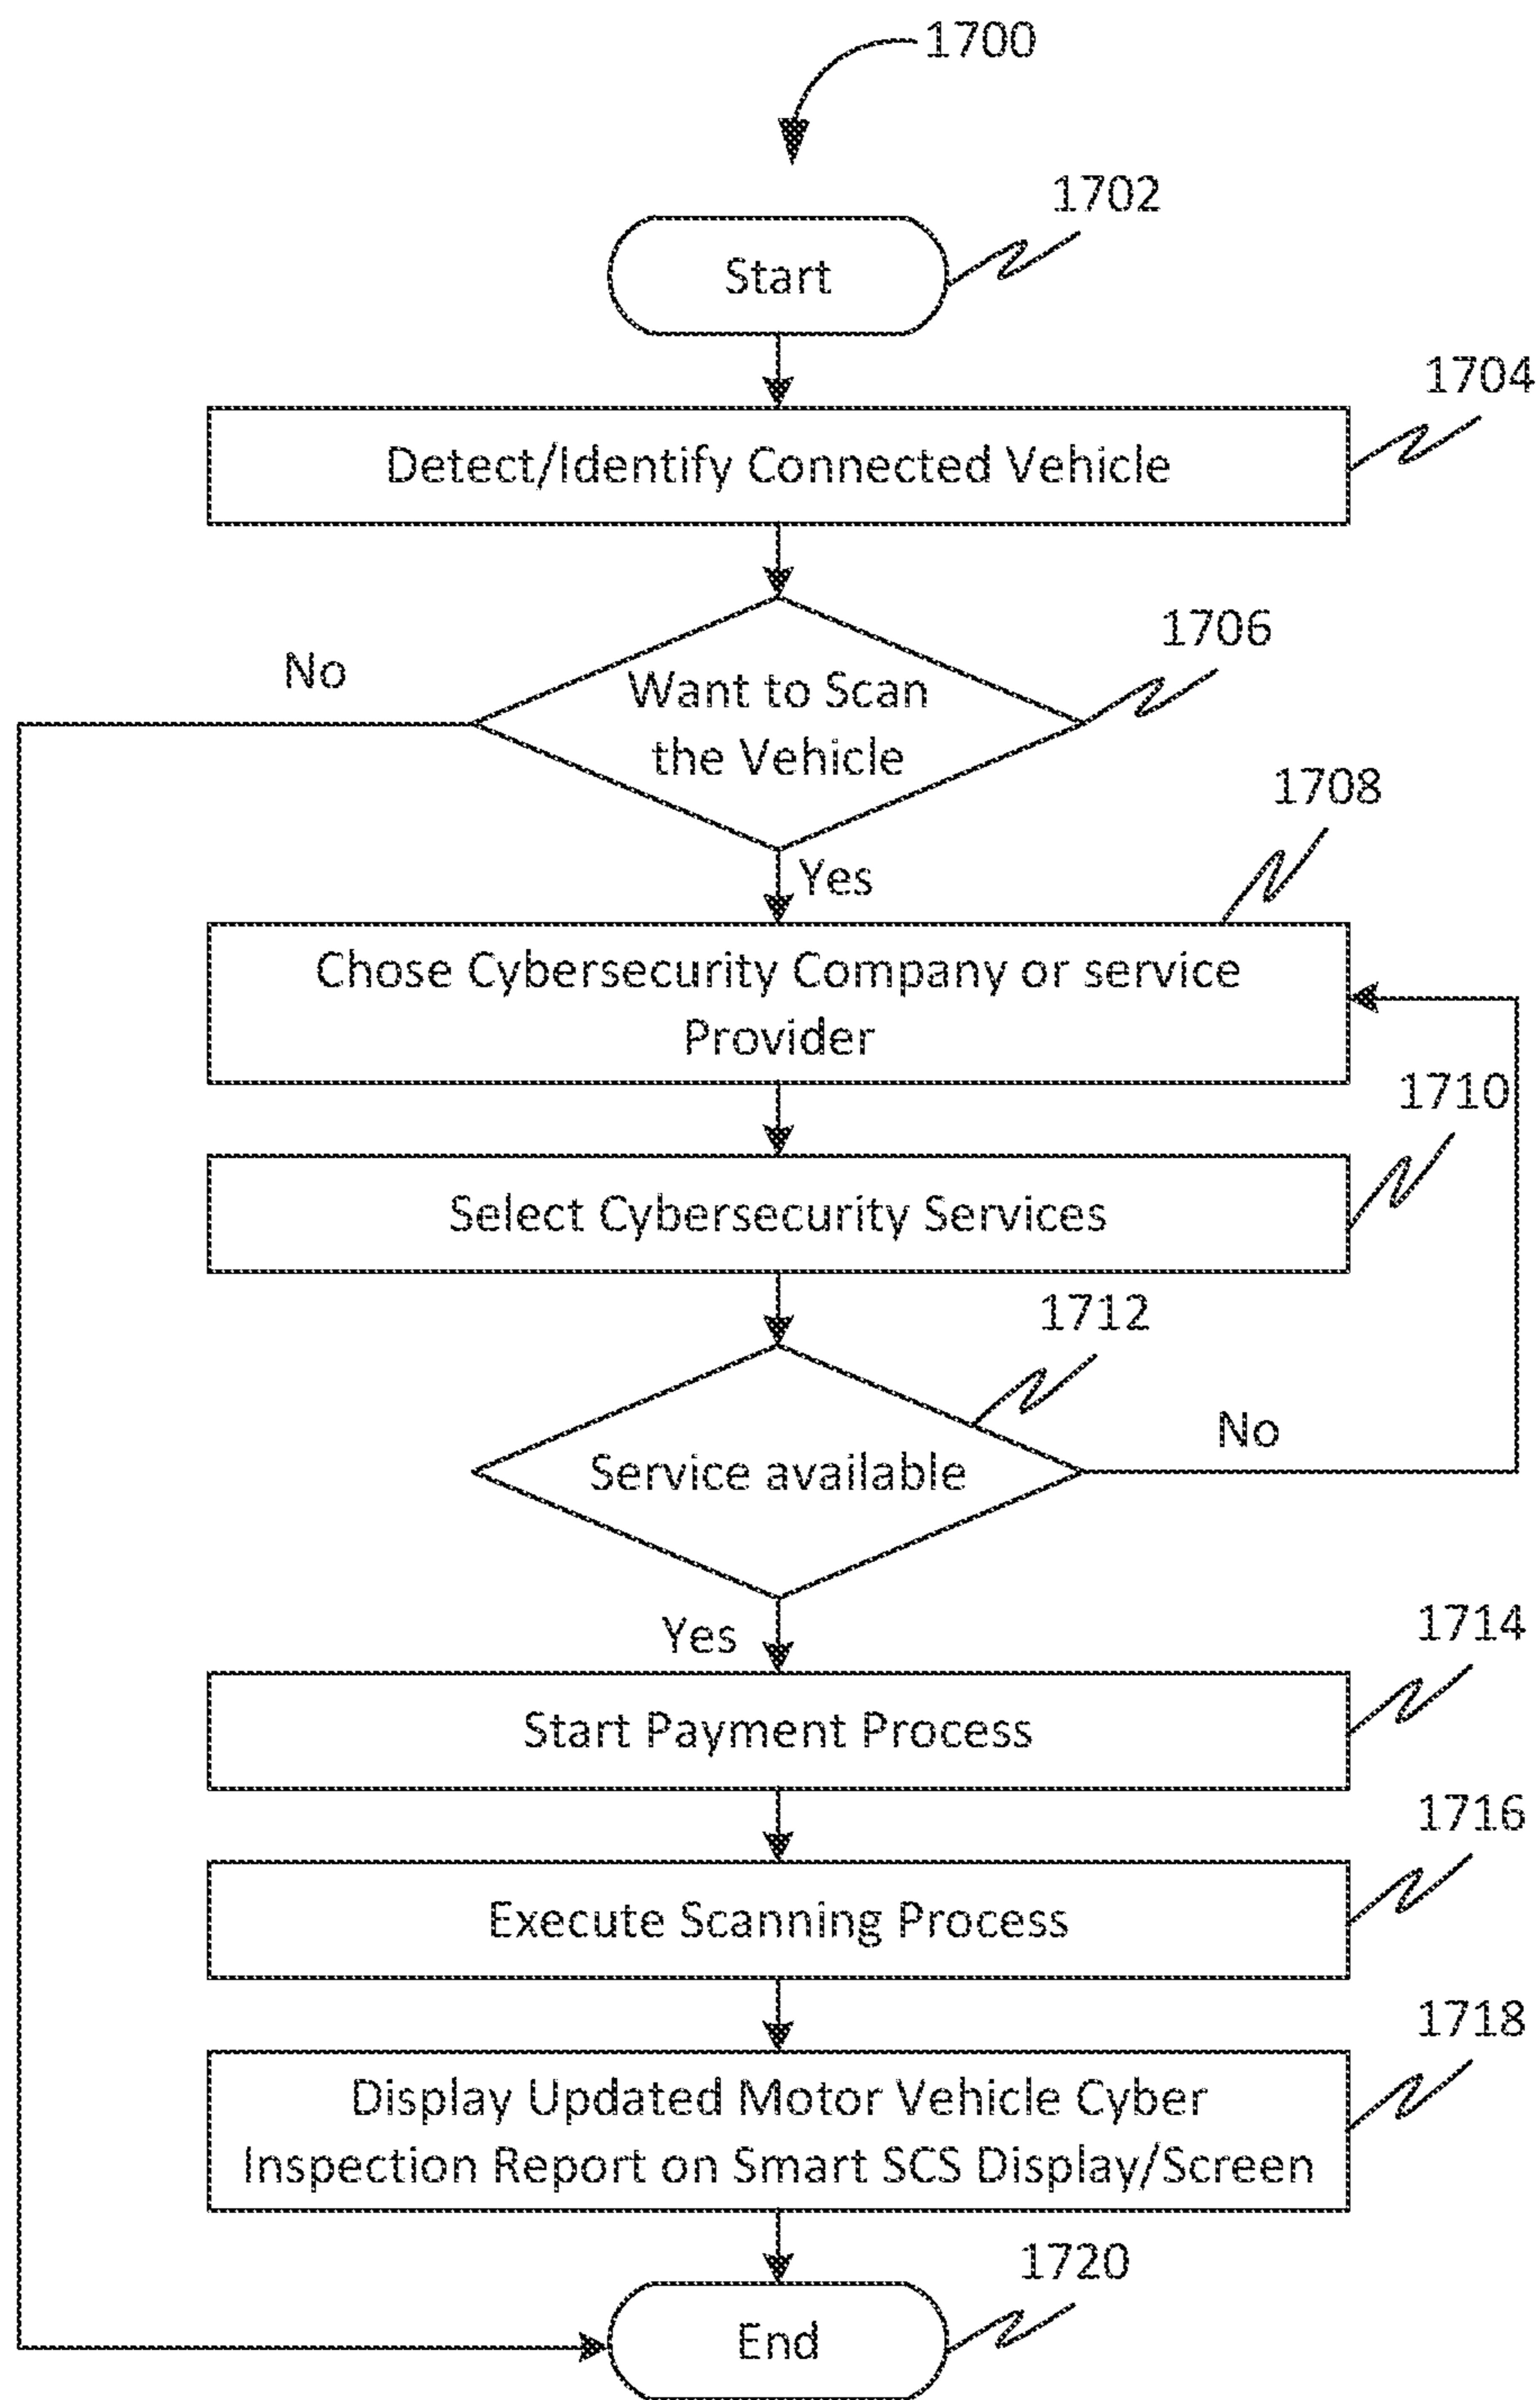 1700
1702
Start
1704
Detect/Identify Connected Vehicle
1706
No
Want to Scan
the Vehicle
1708
Yes
Chose Cybersecurity Company or service
Provider
1710
Select Cybersecurity Services
1712
No
Service available
1714
Yes
Start Payment Process
1716
Execute Scanning Process
1718
Display Updated Motor Vehicle Cyber
Inspection Report on Smart SCS Display/Screen
1720
End